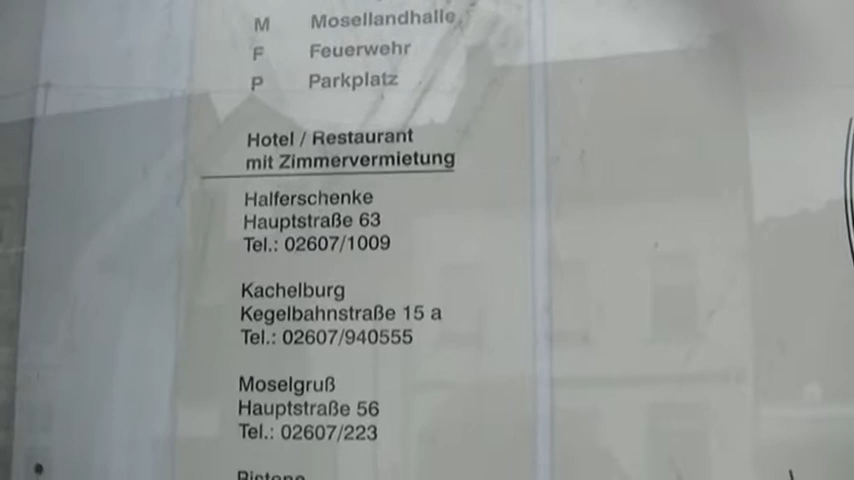 M Mosellandhalle
F Feuerwehr
P Parkplatz
Hotel / Restaurant
mit Zimmervermietung
Halferschenke
Hauptstraße 63
Tel.: 02607/1009
Kachelburg
Kegelbahnstraße 15 a
Tel.: 02607/940555
Moselgruß
Hauptstraße 56
Tel.: 02607/223